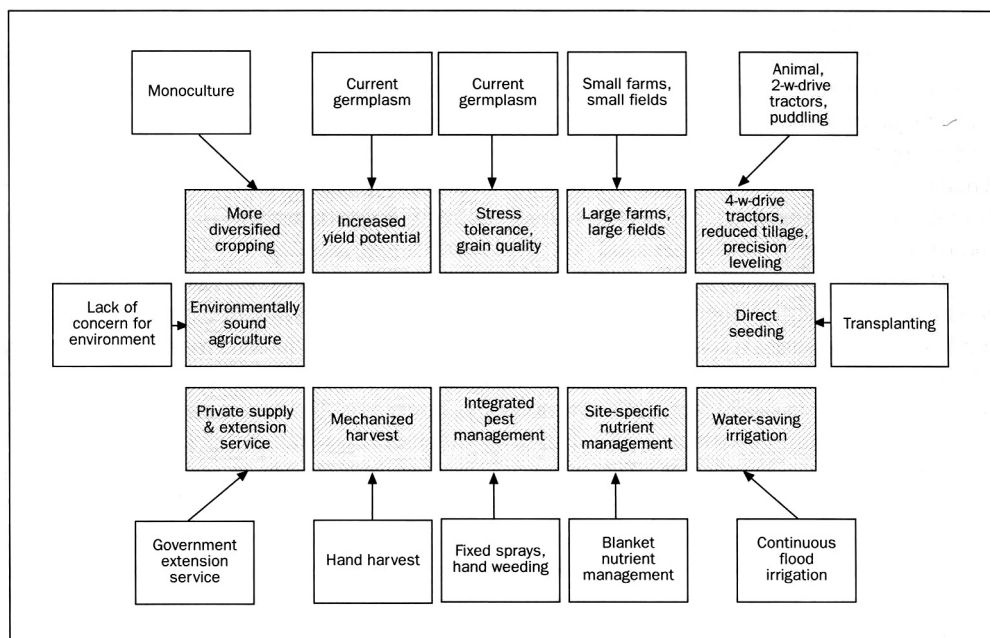 Monoculture
Current
germplasm
Current
germplasm
Small farms,
small fields
Animal,
2-w-drive
tractors,
puddling
More
diversified
cropping
Increased
yield potential
Stress
tolerance,
grain quality
Large farms,
large fields
4-w-drive
tractors,
reduced tillage,
precision
leveling
Lack of
concern for
environment
Environmentally
sound
agriculture
Direct
seeding
Transplanting
Private supply
& extension
service
Mechanized
harvest
Integrated
pest
management
Site-specific
nutrient
management
Water-saving
irrigation
Government
extension
service
Hand harvest
Fixed sprays,
hand weeding
Blanket
nutrient
management
Continuous
flood
irrigation